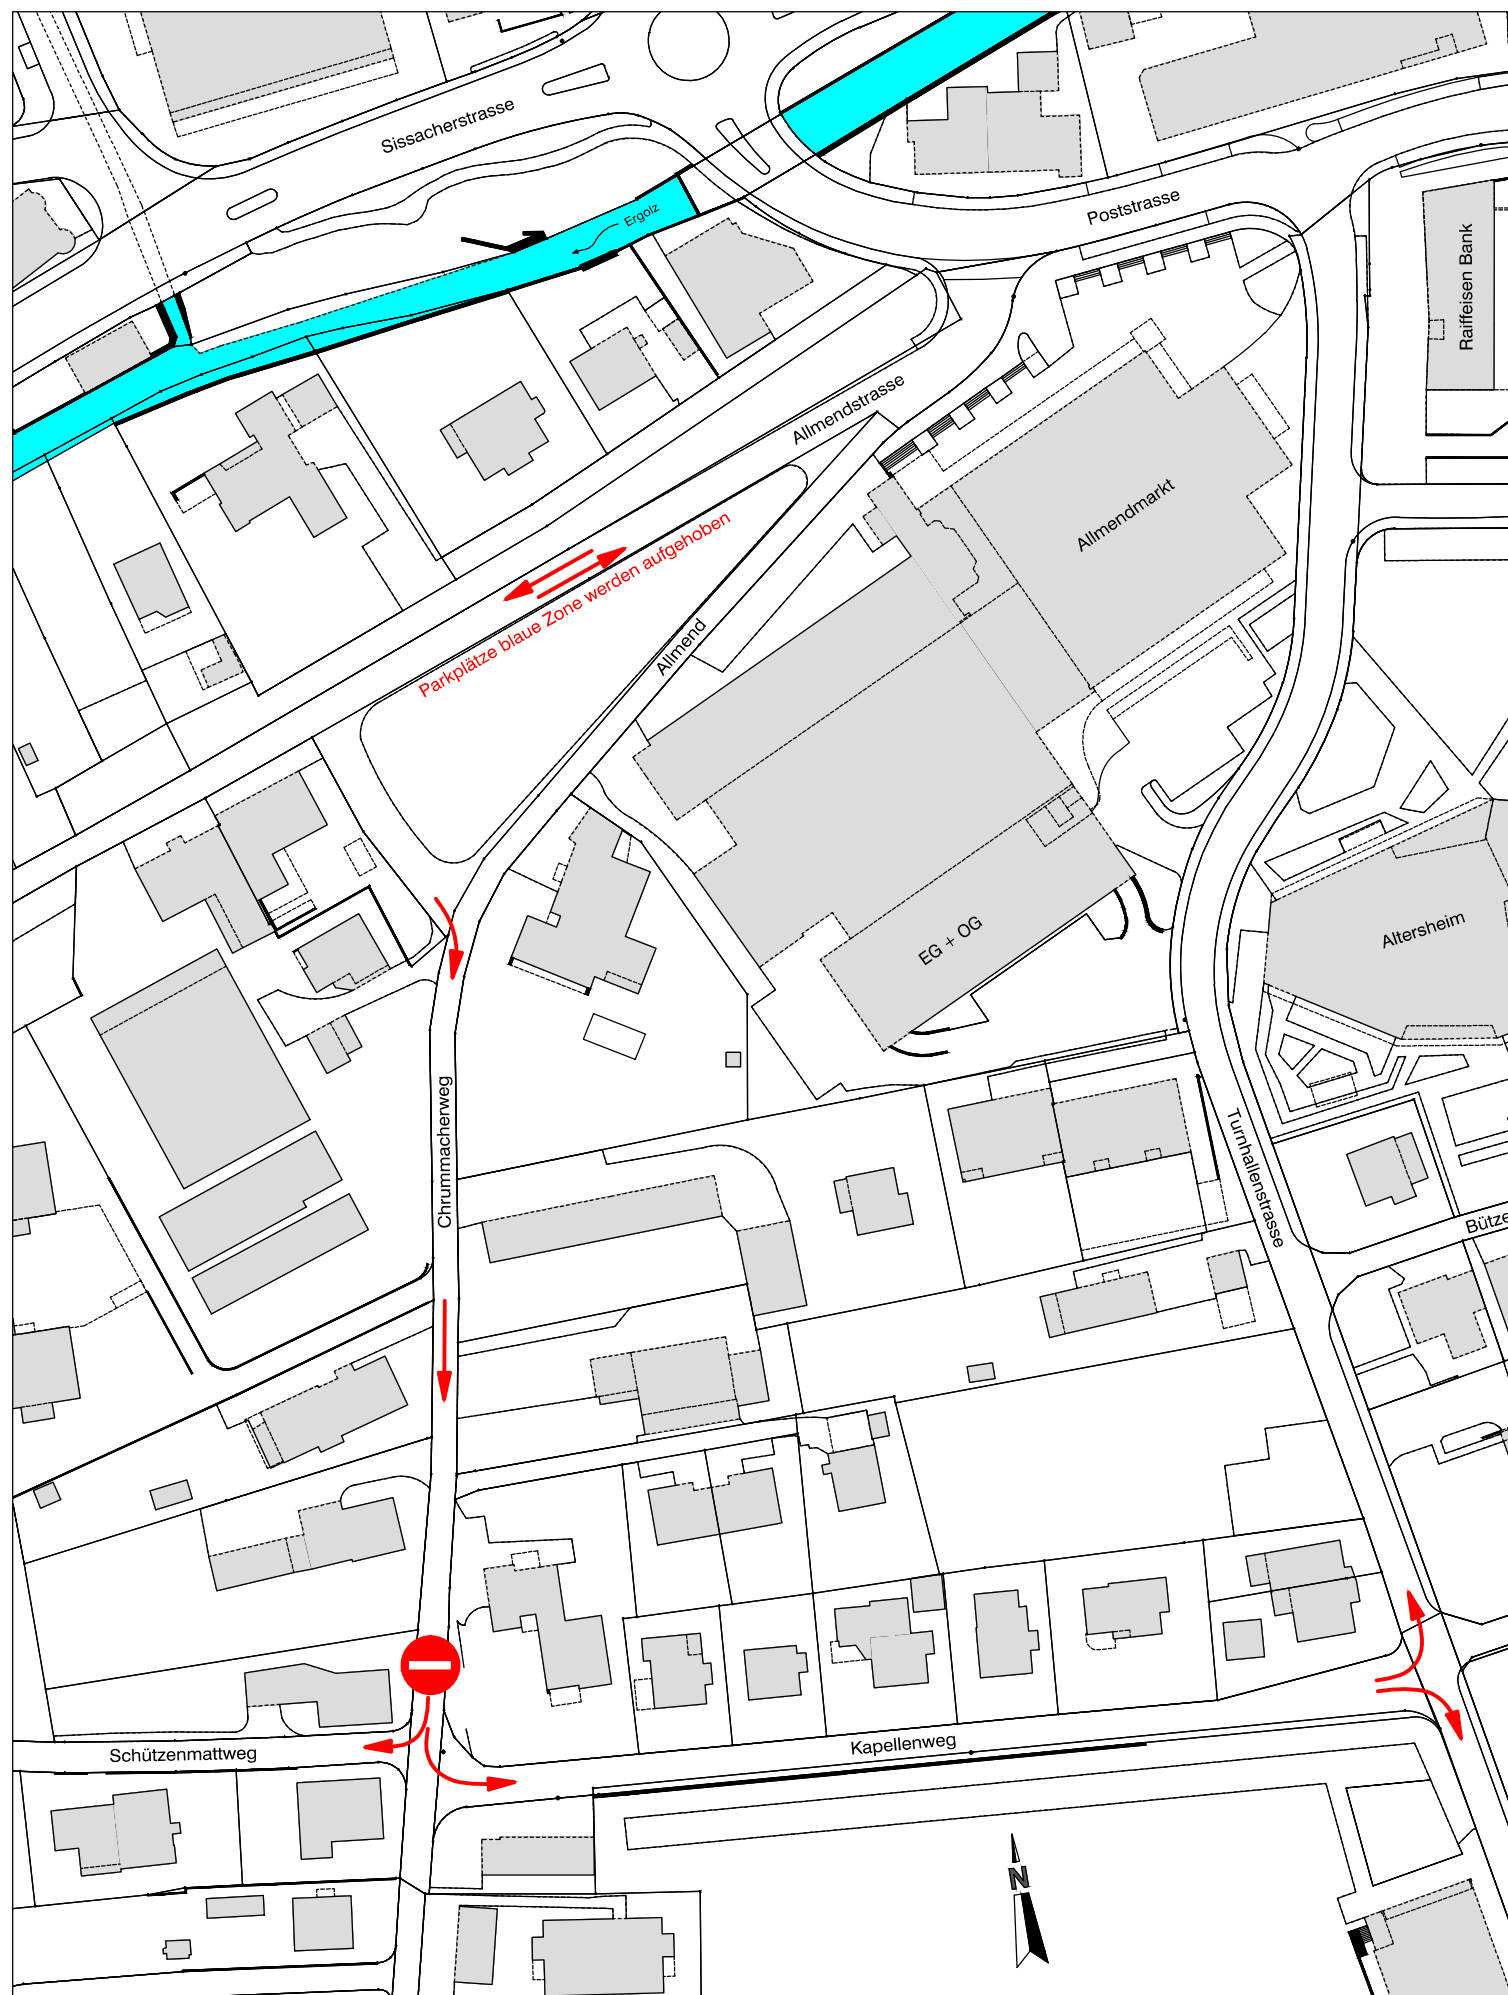 Sissacherstrasse
Poststrasse
Ergolz
Raiffeisen Bank
Allmendstrasse
Allmendmarkt
Parkplätze blaue Zone werden aufgehoben
Allmend
EG + OG
Altersheim
Chrummacherweg
Turnhallenstrasse
Bütze
Kapellenweg
Schützenmattweg
N